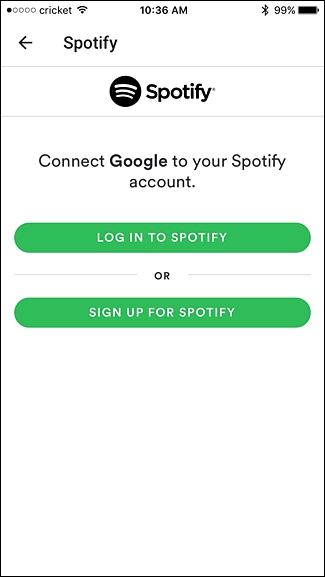 cricket 10:36 AM 99%
Spotify
Spotify®
Connect Google to your Spotify
account.
LOG IN TO SPOTIFY
OR
SIGN UP FOR SPOTIFY